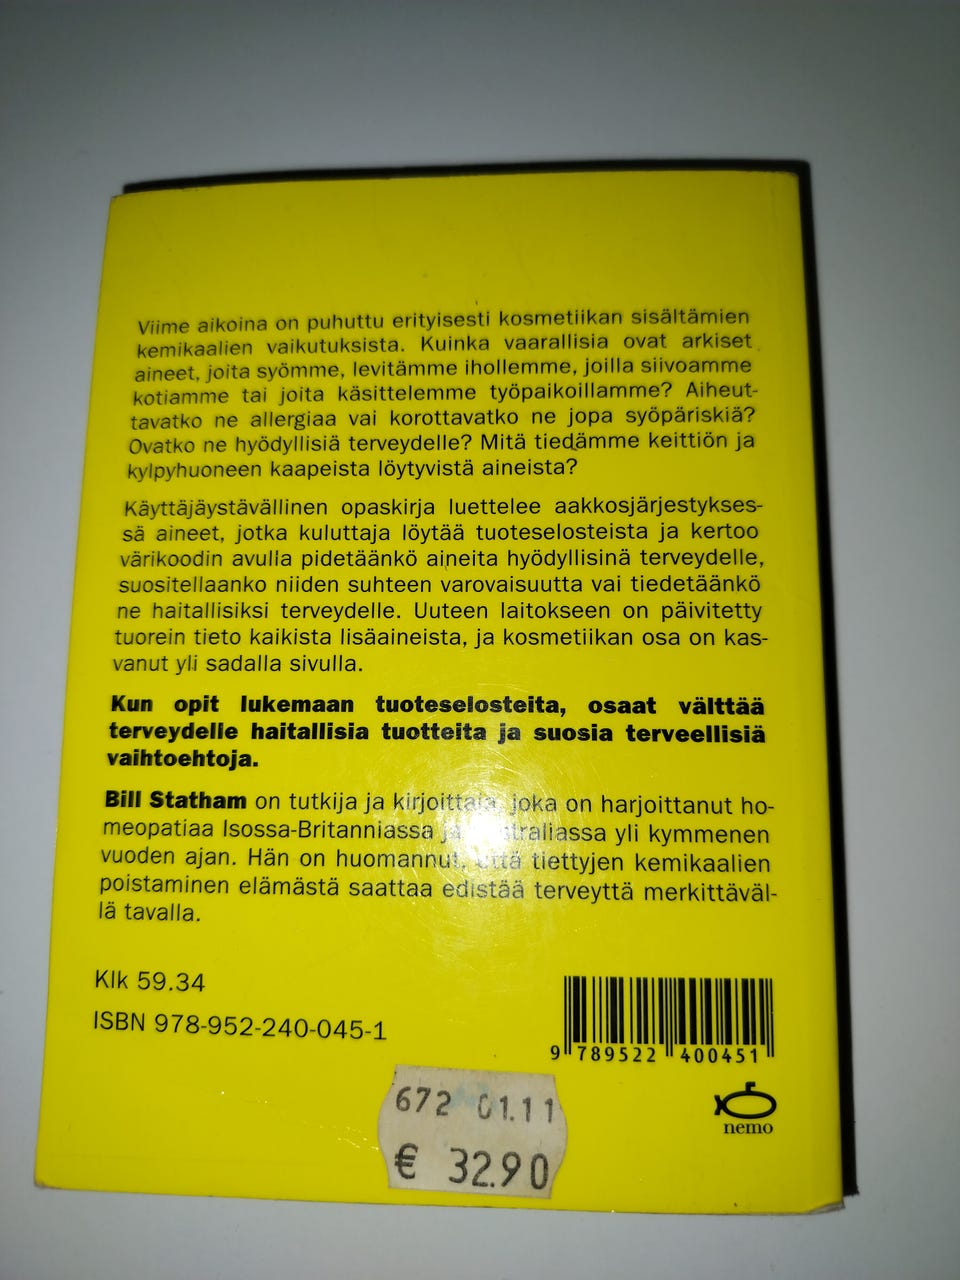 Viime aikoina on puhuttu erityisesti kosmetiikan sisältämien
kemikaalien vaikutuksista. Kuinka vaarallisia ovat arkiset
aineet, joita syömme, levitämme ihollemme, joilla siivoamme
kotiamme tai joita käsittelemme työpaikoillamme? Aiheut-
tavatko ne allergiaa vai korottavatko ne jopa syöpäriskiä?
Ovatko ne hyödyllisiä terveydelle? Mitä tiedämme keittiön ja
kylpyhuoneen kaapeista löytyvistä aineista?
Käyttäjäystävällinen opaskirja luettelee aakkosjärjestykses-
sä aineet, jotka kuluttaja löytää tuoteselosteista ja kertoo
värikoodin avulla pidetäänkö aineita hyödyllisinä terveydelle,
suositellaanko niiden suhteen varovaisuutta vai tiedetäänkö
ne haitallisiksi terveydelle. Uuteen laitokseen on päivitetty
tuorein tieto kaikista lisäaineista, ja kosmetiikan osa on kas-
vanut yli sadalla sivulla.
Kun opit lukemaan tuoteselosteita, osaat välttää
terveydelle haitallisia tuotteita ja suosia terveellisiä
vaihtoehtoja.
Bill Statham on tutkija ja kirjoittaja, joka on harjoittanut ho-
meopatiaa Isossa-Britanniassa ja Australiassa yli kymmenen
vuoden ajan. Hän on huomannut, että tiettyjen kemikaalien
poistaminen elämästä saattaa edistää terveyttä merkittäväl-
lä tavalla.
Klk 59.34
ISBN 978-952-240-045-1
9 789522 400451
nemo
672 01.11
€ 32.90